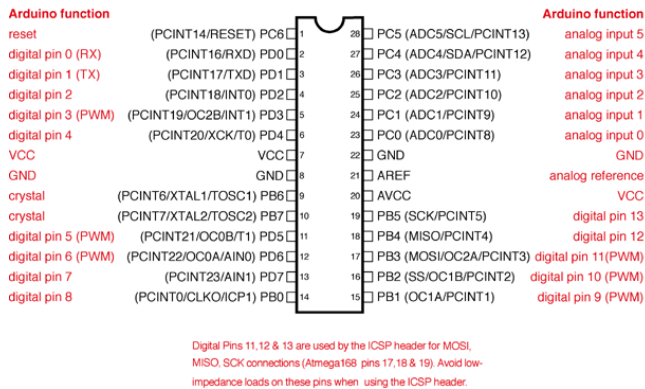 Arduino function Arduino function
reset (PCINT14/RESET) PC6 1 28 PC5 (ADC5/SCL/PCINT13) analog input 5
digital pin 0 (RX) (PCINT16/RXD) PD0 2 27 PC4 (ADC4/SDA/PCINT12) analog input 4
digital pin 1 (TX) (PCINT17/TXD) PD1 3 26 PC3 (ADC3/PCINT11) analog input 3
digital pin 2 (PCINT18/INT0) PD2 4 25 PC2 (ADC2/PCINT10) analog input 2
digital pin 3 (PWM) (PCINT19/OC2B/INT1) PD3 5 24 PC1 (ADC1/PCINT9) analog input 1
digital pin 4 (PCINT20/XCK/T0) PD4 6 23 PC0 (ADC0/PCINT8) analog input 0
VCC VCC 7 22 GND GND
GND GND 8 21 AREF analog reference
crystal (PCINT6/XTAL1/TOSC1) PB6 9 20 AVCC VCC
crystal (PCINT7/XTAL2/TOSC2) PB7 10 19 PB5 (SCK/PCINT5) digital pin 13
digital pin 5 (PWM) (PCINT21/OC0B/T1) PD5 11 18 PB4 (MISO/PCINT4) digital pin 12
digital pin 6 (PWM) (PCINT22/OC0A/AIN0) PD6 12 17 PB3 (MOSI/OC2A/PCINT3) digital pin 11(PWM)
digital pin 7 (PCINT23/AIN1) PD7 13 16 PB2 (SS/OC1B/PCINT2) digital pin 10 (PWM)
digital pin 8 (PCINT0/CLKO/ICP1) PB0 14 15 PB1 (OC1A/PCINT1) digital pin 9 (PWM)
Digital Pins 11,12 & 13 are used by the ICSP header for MOSI,
MISO, SCK connections (Atmega168 pins 17,18 & 19). Avoid low-
impedance loads on these pins when using the ICSP header.